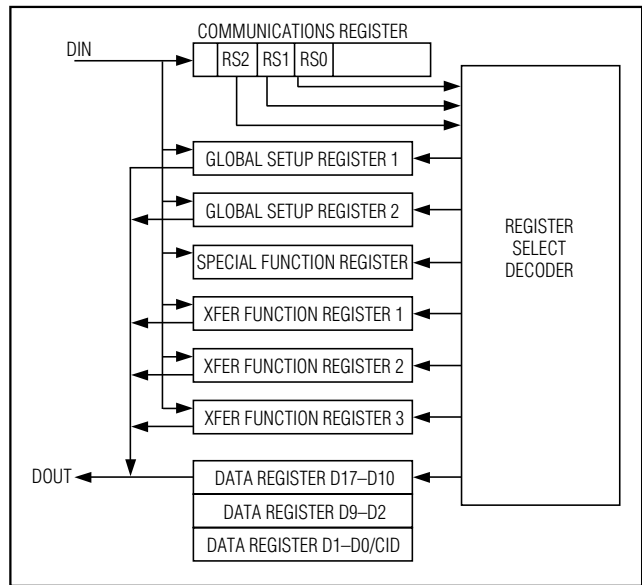 COMMUNICATIONS REGISTER
DIN
RS2 RS1 RS0
GLOBAL SETUP REGISTER 1
GLOBAL SETUP REGISTER 2
SPECIAL FUNCTION REGISTER
XFER FUNCTION REGISTER 1
XFER FUNCTION REGISTER 2
XFER FUNCTION REGISTER 3
REGISTER
SELECT
DECODER
DOUT
DATA REGISTER D17–D10
DATA REGISTER D9–D2
DATA REGISTER D1–D0/CID